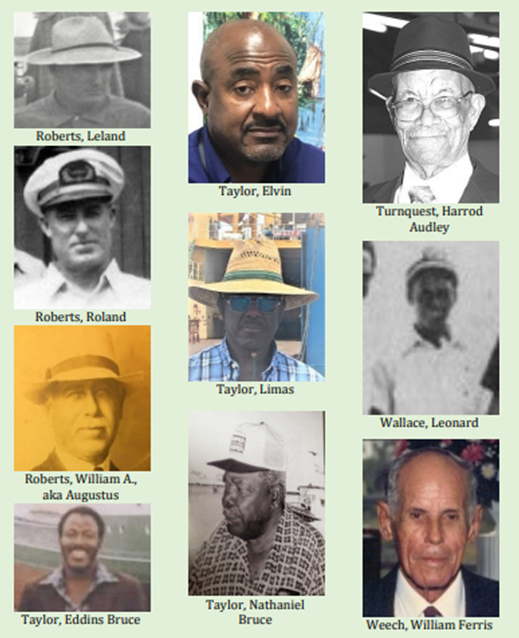 Roberts, Leland
Roberts, Roland
Roberts, William A.,
aka Augustus
Taylor, Eddins Bruce
Taylor, Elvin
Taylor, Limas
Taylor, Nathaniel
Bruce
Turnquest, Harrod
Audley
Wallace, Leonard
Weech, William Ferris